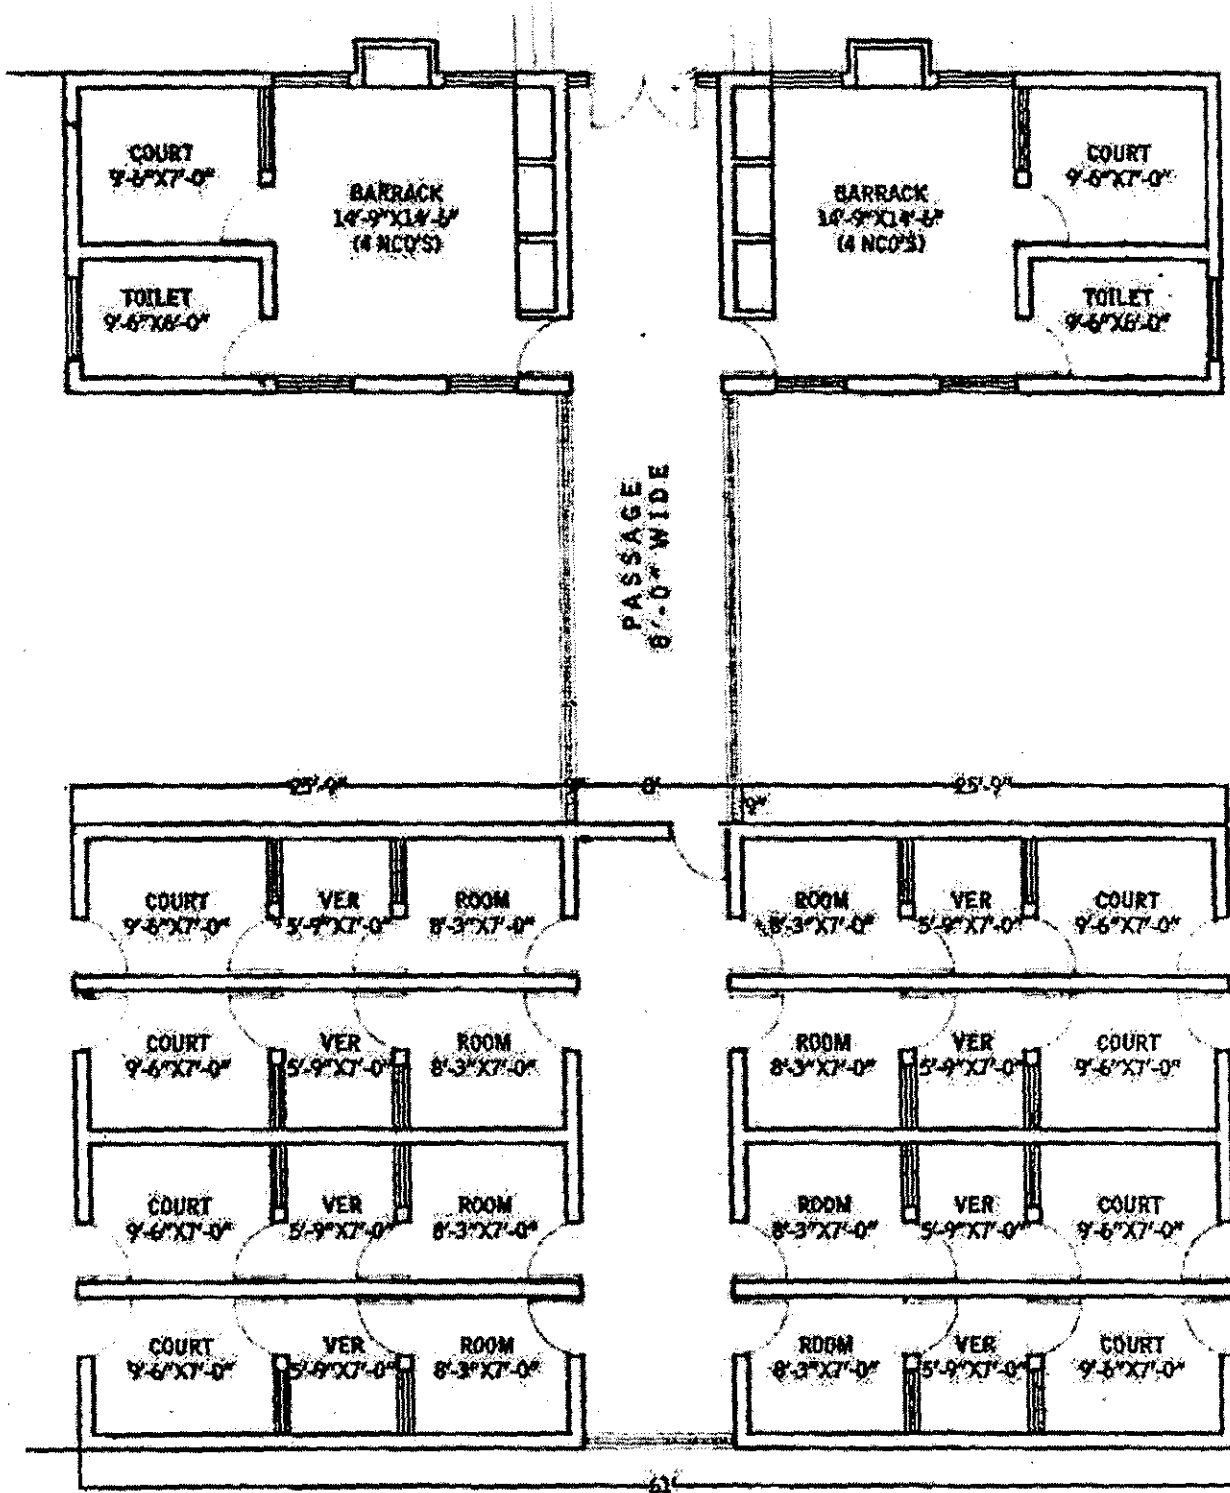 COURT
9'-6"X7'-0"
BARRACK
14'-9"X14'-6"
(4 NCO'S)
TOILET
9'-6"X6'-0"
BARRACK
14'-9"X14'-6"
(4 NCO'S)
COURT
9'-6"X7'-0"
TOILET
9'-6"X6'-0"
PASSAGE
8'-0" WIDE
25'-9" 9" 8' 9" 25'-9"
COURT
9'-6"X7'-0"
VER
5'-9"X7'-0"
ROOM
8'-3"X7'-0"
ROOM
8'-3"X7'-0"
VER
5'-9"X7'-0"
COURT
9'-6"X7'-0"
COURT
9'-6"X7'-0"
VER
5'-9"X7'-0"
ROOM
8'-3"X7'-0"
ROOM
8'-3"X7'-0"
VER
5'-9"X7'-0"
COURT
9'-6"X7'-0"
COURT
9'-6"X7'-0"
VER
5'-9"X7'-0"
ROOM
8'-3"X7'-0"
ROOM
8'-3"X7'-0"
VER
5'-9"X7'-0"
COURT
9'-6"X7'-0"
COURT
9'-6"X7'-0"
VER
5'-9"X7'-0"
ROOM
8'-3"X7'-0"
ROOM
8'-3"X7'-0"
VER
5'-9"X7'-0"
COURT
9'-6"X7'-0"
61'